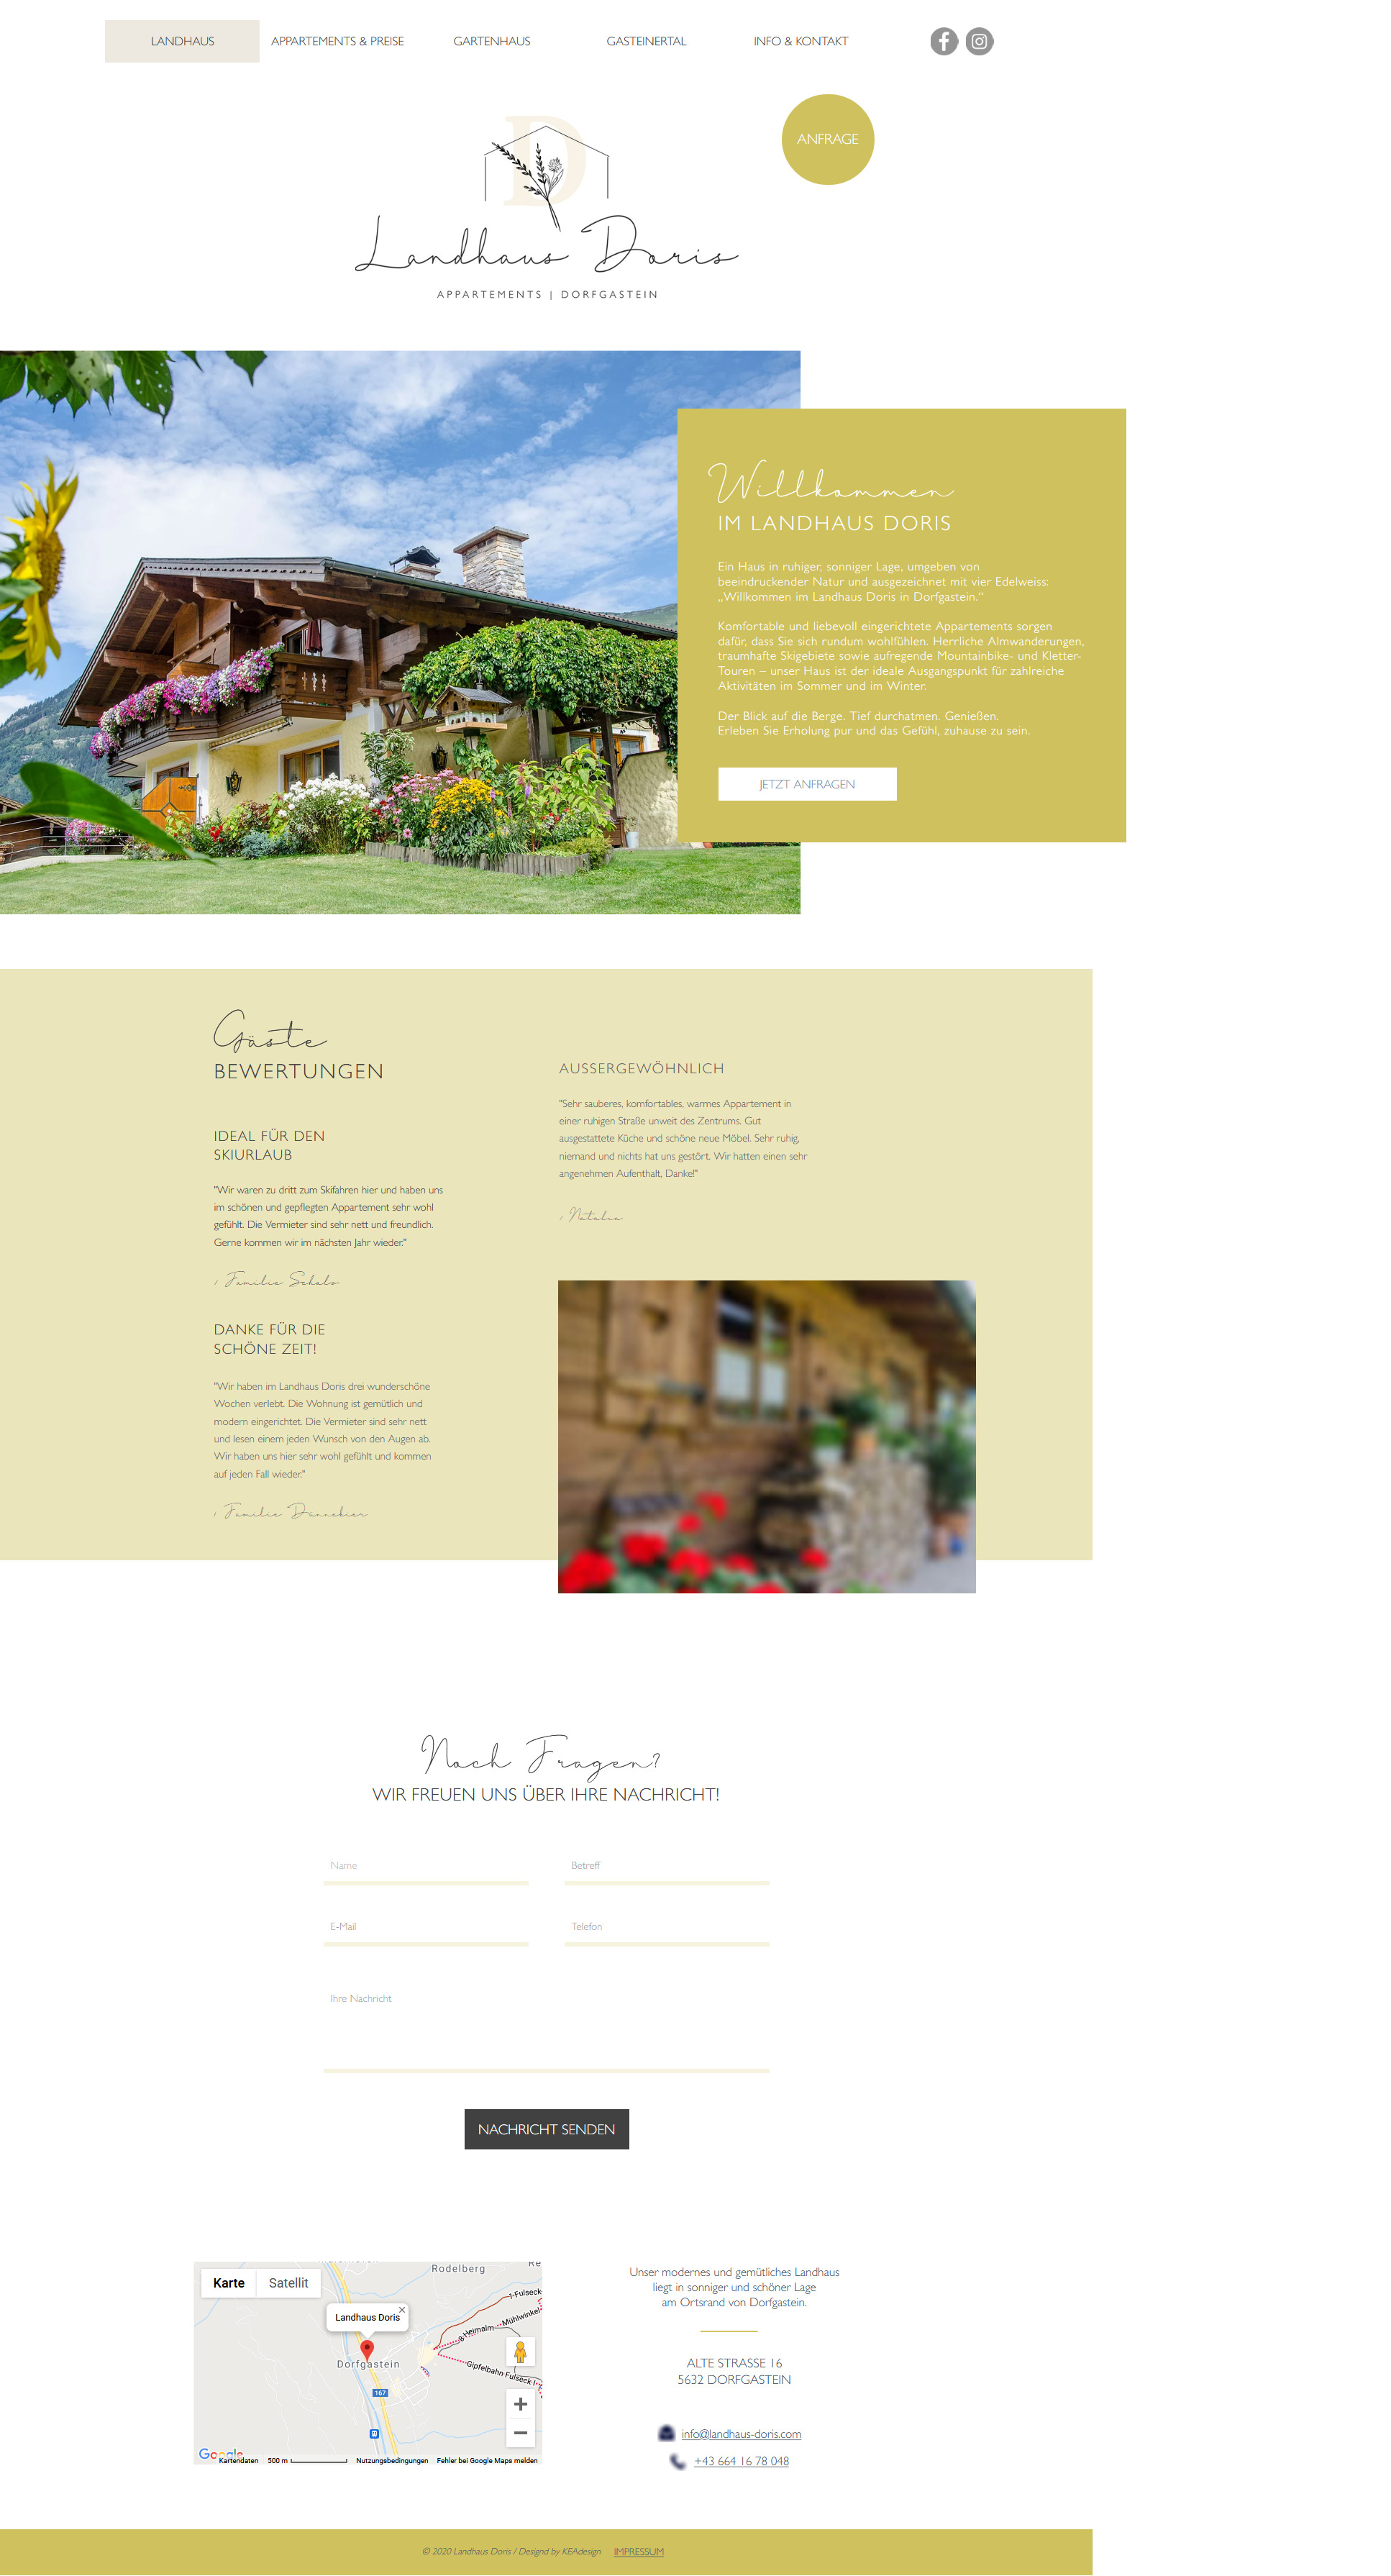 LANDHAUS
APPARTEMENTS & PREISE
GARTENHAUS
GASTEINERTAL
INFO & KONTAKT
ANFRAGE
D
Landhaus Doris
APPARTEMENTS | DORFGASTEIN
Willkommen
IM LANDHAUS DORIS
Ein Haus in ruhiger, sonniger Lage, umgeben von
beeindruckender Natur und ausgezeichnet mit vier Edelweiss:
„Willkommen im Landhaus Doris in Dorfgastein.“
Komfortable und liebevoll eingerichtete Appartements sorgen
dafür, dass Sie sich rundum wohlfühlen. Herrliche Almwanderungen,
traumhafte Skigebiete sowie aufregende Mountainbike- und Kletter-
Touren – unser Haus ist der ideale Ausgangspunkt für zahlreiche
Aktivitäten im Sommer und im Winter.
Der Blick auf die Berge. Tief durchatmen. Genießen.
Erleben Sie Erholung pur und das Gefühl, zuhause zu sein.
JETZT ANFRAGEN
Gäste
BEWERTUNGEN
IDEAL FÜR DEN
SKIURLAUB
"Wir waren zu dritt zum Skifahren hier und haben uns
im schönen und gepflegten Appartement sehr wohl
gefühlt. Die Vermieter sind sehr nett und freundlich.
Gerne kommen wir im nächsten Jahr wieder."
/ Familie Schulo
DANKE FÜR DIE
SCHÖNE ZEIT!
"Wir haben im Landhaus Doris drei wunderschöne
Wochen verlebt. Die Wohnung ist gemütlich und
modern eingerichtet. Die Vermieter sind sehr nett
und lesen einem jeden Wunsch von den Augen ab.
Wir haben uns hier sehr wohl gefühlt und kommen
auf jeden Fall wieder."
/ Familie Dünnebier
AUSSERGEWÖHNLICH
"Sehr sauberes, komfortables, warmes Appartement in
einer ruhigen Straße unweit des Zentrums. Gut
ausgestattete Küche und schöne neue Möbel. Sehr ruhig,
niemand und nichts hat uns gestört. Wir hatten einen sehr
angenehmen Aufenthalt, Danke!"
/ Natalia
Noch Fragen?
WIR FREUEN UNS ÜBER IHRE NACHRICHT!
Name
Betreff
E-Mail
Telefon
Ihre Nachricht
NACHRICHT SENDEN
Karte
Satellit
Rodelberg
Re
1-Fulseck
Mühlwinkel
8 Heimalm
Landhaus Doris
Dorfgastein
Gipfelbahn Fulseck I
167
Google
Kartendaten
500 m
Nutzungsbedingungen
Fehler bei Google Maps melden
Unser modernes und gemütliches Landhaus
liegt in sonniger und schöner Lage
am Ortsrand von Dorfgastein.
ALTE STRASSE 16
5632 DORFGASTEIN
info@landhaus-doris.com
+43 664 16 78 048
© 2020 Landhaus Doris / Designd by KEAdesign
IMPRESSUM